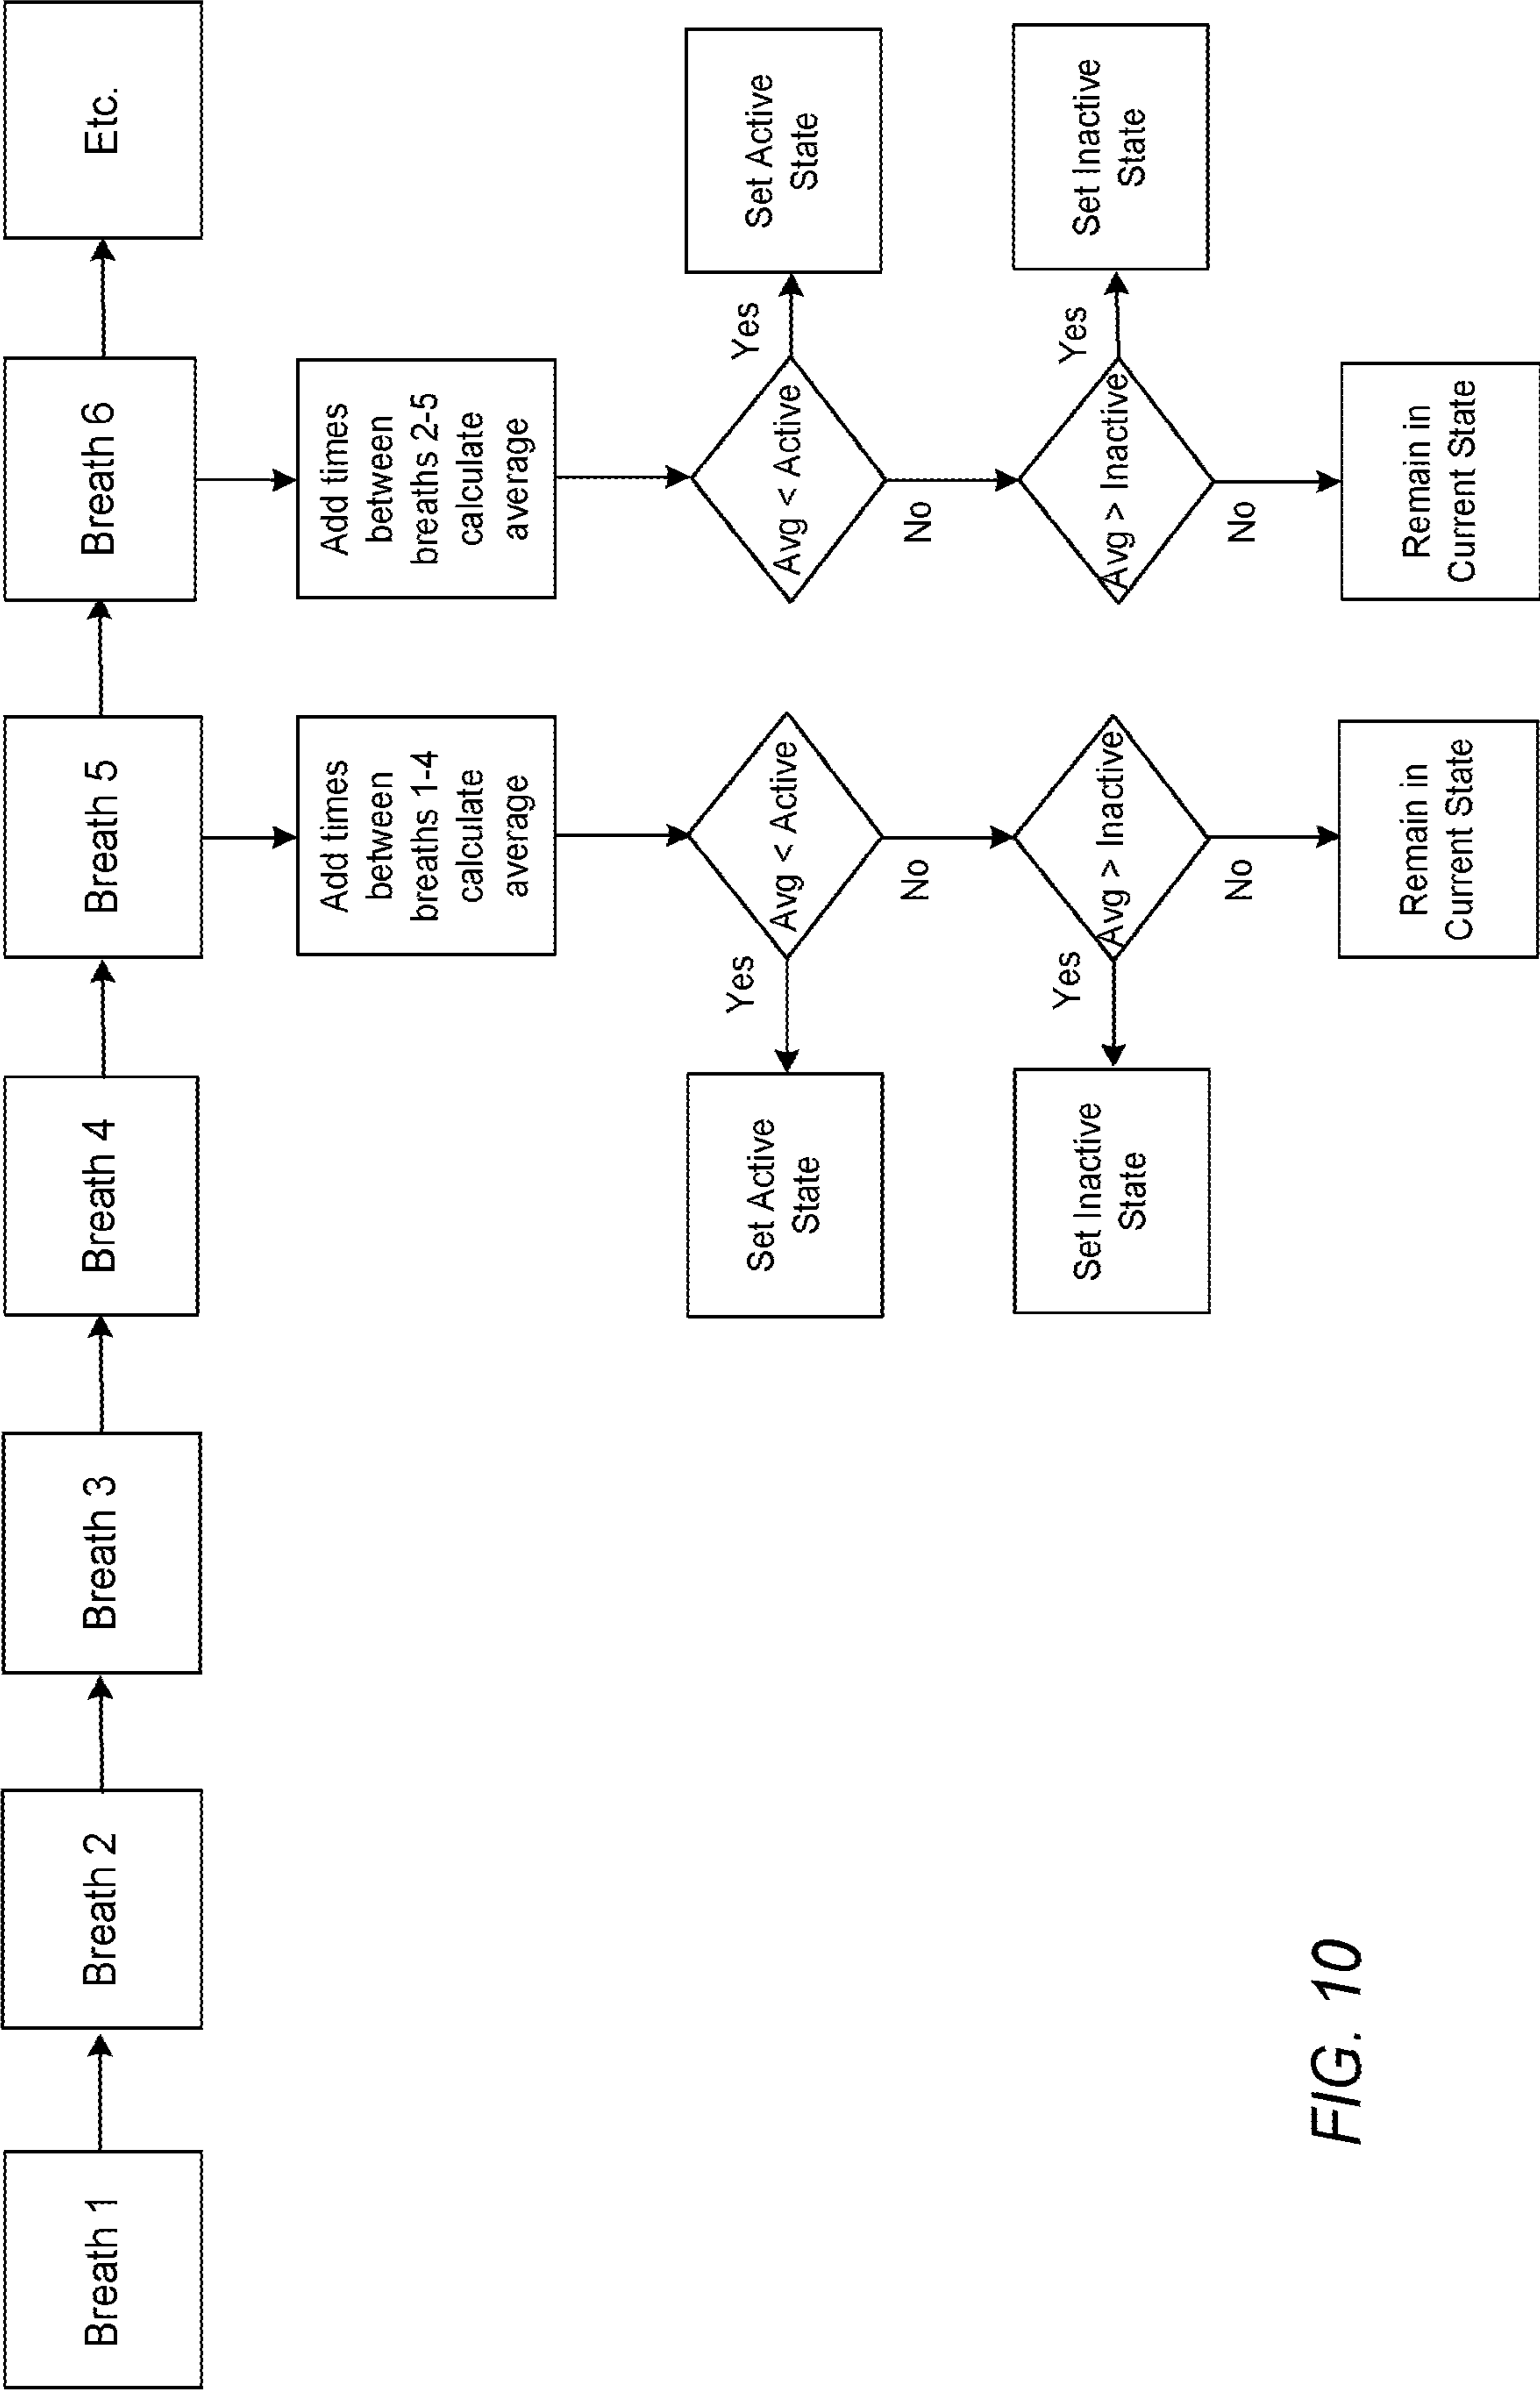 Breath 1
Breath 2
Breath 3
Breath 4
Breath 5
Breath 6
Etc.
Add times
between
breaths 1-4
calculate
average
Add times
between
breaths 2-5
calculate
average
Set Active
State
Yes
Avg < Active
No
Avg < Active
Yes
Set Active
State
No
Set Inactive
State
Yes
Avg > Inactive
No
Avg > Inactive
Yes
Set Inactive
State
No
Remain in
Current State
Remain in
Current State
FIG. 10